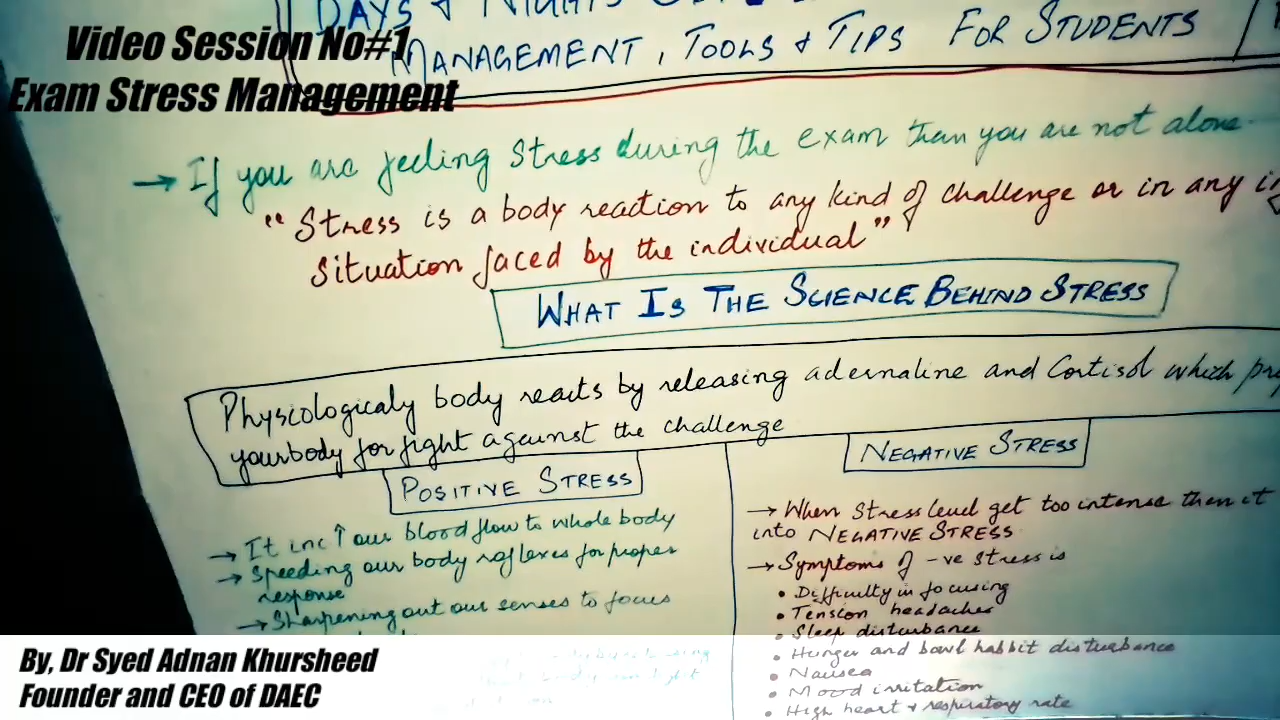 Video Session No#1
Exam Stress Management
DAYS & NIGHTS
MANAGEMENT, TOOLS & TIPS FOR STUDENTS
→ If you are feeling Stress during the exam than you are not alone
"Stress is a body reaction to any kind of challenge or in any
Situation faced by the individual"
WHAT IS THE SCIENCE BEHIND STRESS
Physiologicaly body reacts by releasing adernaline and Cortisol which
your body for fight against the challenge
POSITIVE STRESS
→ It inc ↑ our blood flow to whole body
→ Speeding our body reflexes for proper
response
→ Sharpening out our senses to focus
NEGATIVE STRESS
→ When Stress level get too intense then it
into NEGATIVE STRESS
→ Symptoms of -ve stress is
• Difficulty in focusing
• Tension headaches
• Sleep disturbance
• Hunger and bowl habbit disturbance
• Nausea
• Mood irritation
• High heart & respiratory rate
By, Dr Syed Adnan Khursheed
Founder and CEO of DAEC